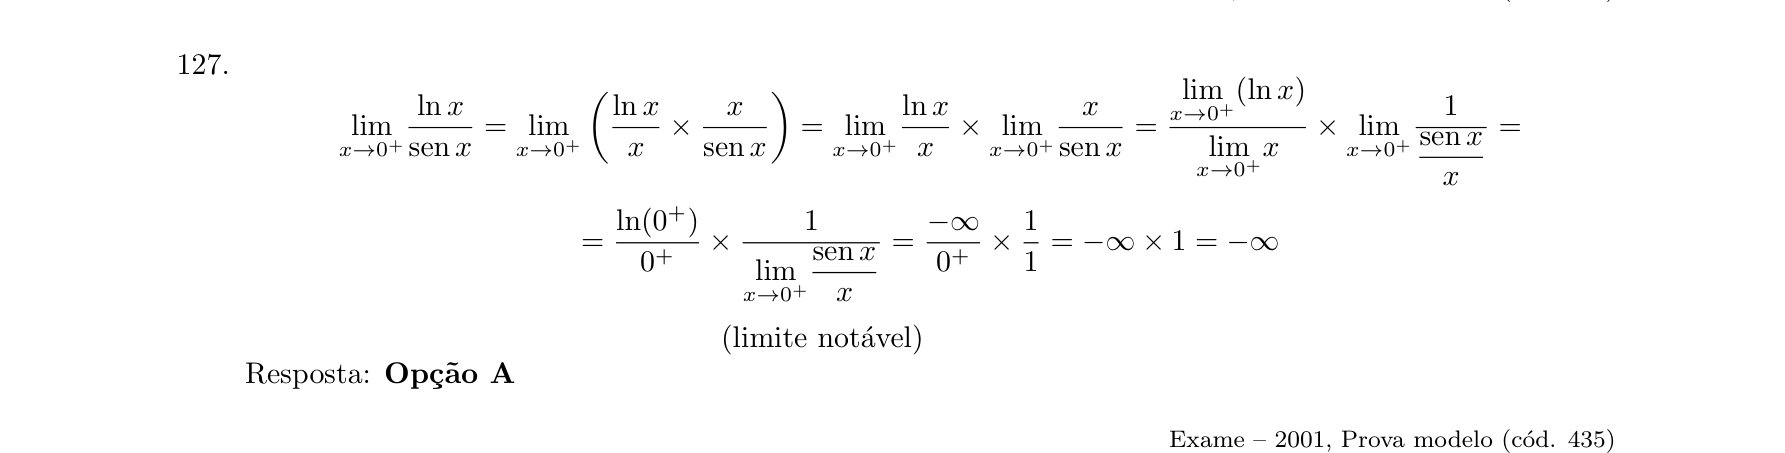 127.
$\lim_{x \to 0^+} \frac{\ln x}{\operatorname{sen} x} = \lim_{x \to 0^+} \left( \frac{\ln x}{x} \times \frac{x}{\operatorname{sen} x} \right) = \lim_{x \to 0^+} \frac{\ln x}{x} \times \lim_{x \to 0^+} \frac{x}{\operatorname{sen} x} = \frac{\lim_{x \to 0^+} (\ln x)}{\lim_{x \to 0^+} x} \times \lim_{x \to 0^+} \frac{1}{\frac{\operatorname{sen} x}{x}} =$
$= \frac{\ln(0^+)}{0^+} \times \frac{1}{\lim_{x \to 0^+} \frac{\operatorname{sen} x}{x}} = \frac{-\infty}{0^+} \times \frac{1}{1} = -\infty \times 1 = -\infty$
(limite notável)
Resposta: Opção A
Exame – 2001, Prova modelo (cód. 435)